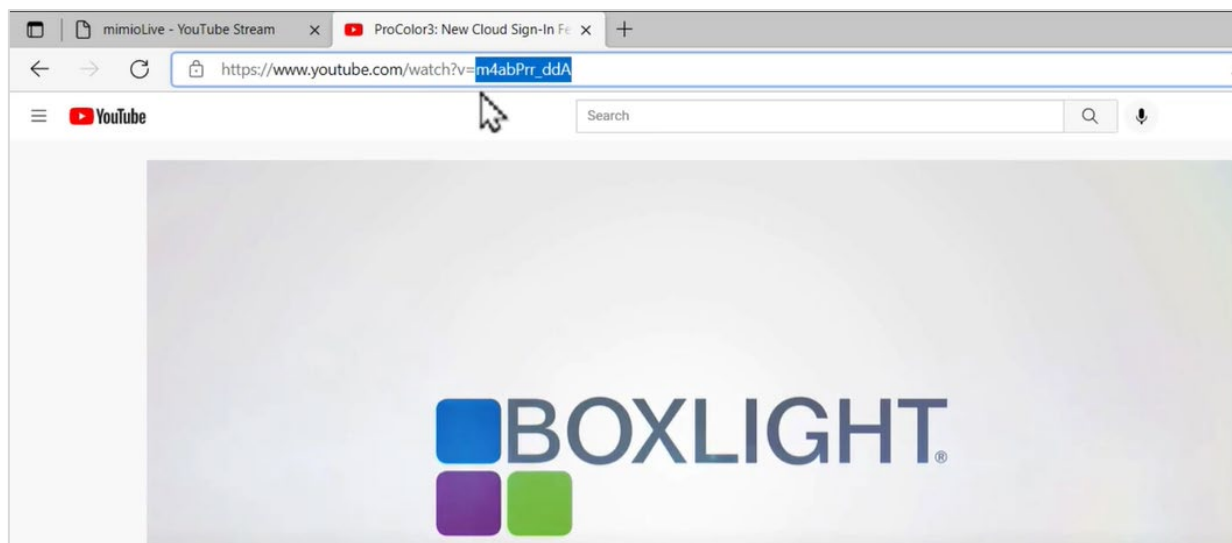 mimioLive - YouTube Stream
ProColor3: New Cloud Sign-In Fe
https://www.youtube.com/watch?v=m4abPrr_ddA
YouTube
Search
BOXLIGHT®